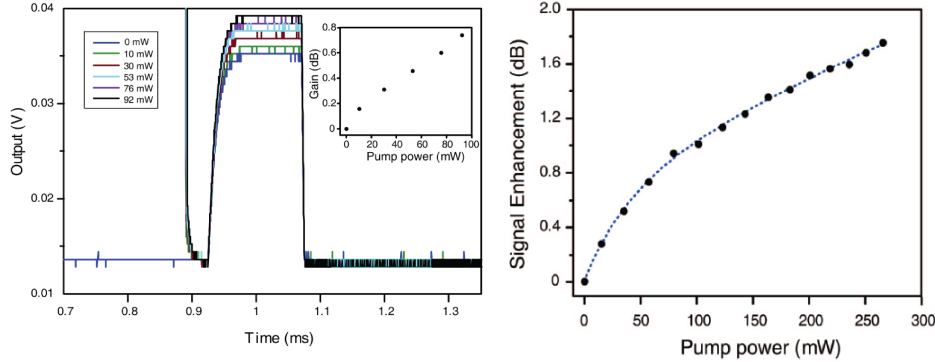 0.04
0.03
0.02
0.01
Output (V)
0 mW
10 mW
30 mW
53 mW
76 mW
92 mW
0.8
0.6
0.4
0.2
0
Gain (dB)
0 20 40 60 80 100
Pump power (mW)
0.7 0.8 0.9 1 1.1 1.2 1.3
Time (ms)
2.0
1.6
1.2
0.8
0.4
0
Signal Enhancement (dB)
0 50 100 150 200 250 300
Pump power (mW)